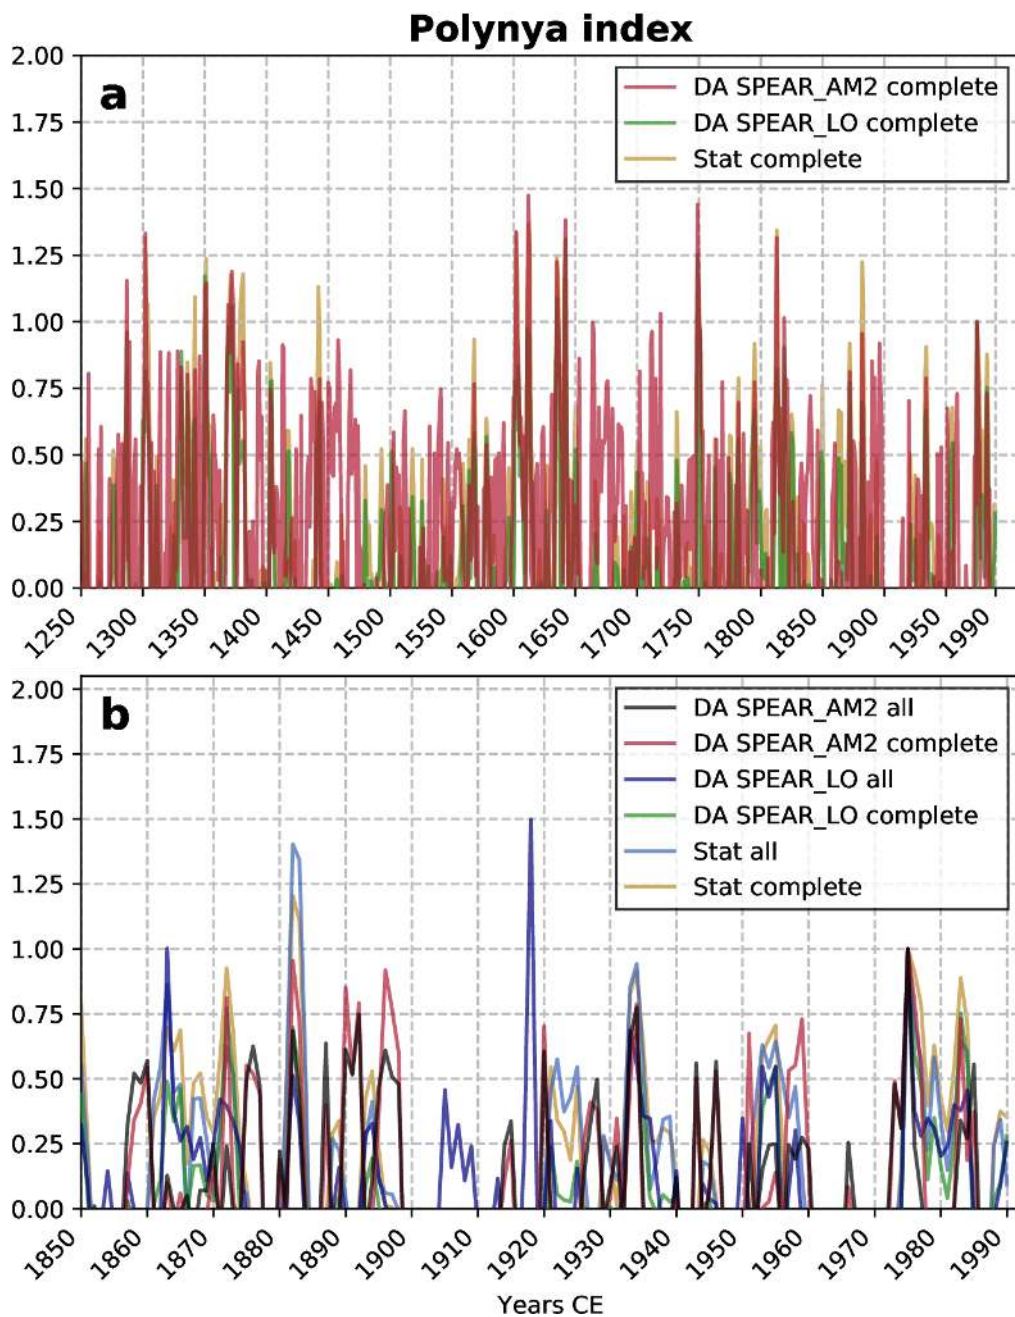 Polynya index
2.00
1.75
1.50
1.25
1.00
0.75
0.50
0.25
0.00
a
DA SPEAR_AM2 complete
DA SPEAR_LO complete
Stat complete
1250 1300 1350 1400 1450 1500 1550 1600 1650 1700 1750 1800 1850 1900 1950 1990
2.00
1.75
1.50
1.25
1.00
0.75
0.50
0.25
0.00
b
DA SPEAR_AM2 all
DA SPEAR_AM2 complete
DA SPEAR_LO all
DA SPEAR_LO complete
Stat all
Stat complete
1850 1860 1870 1880 1890 1900 1910 1920 1930 1940 1950 1960 1970 1980 1990
Years CE